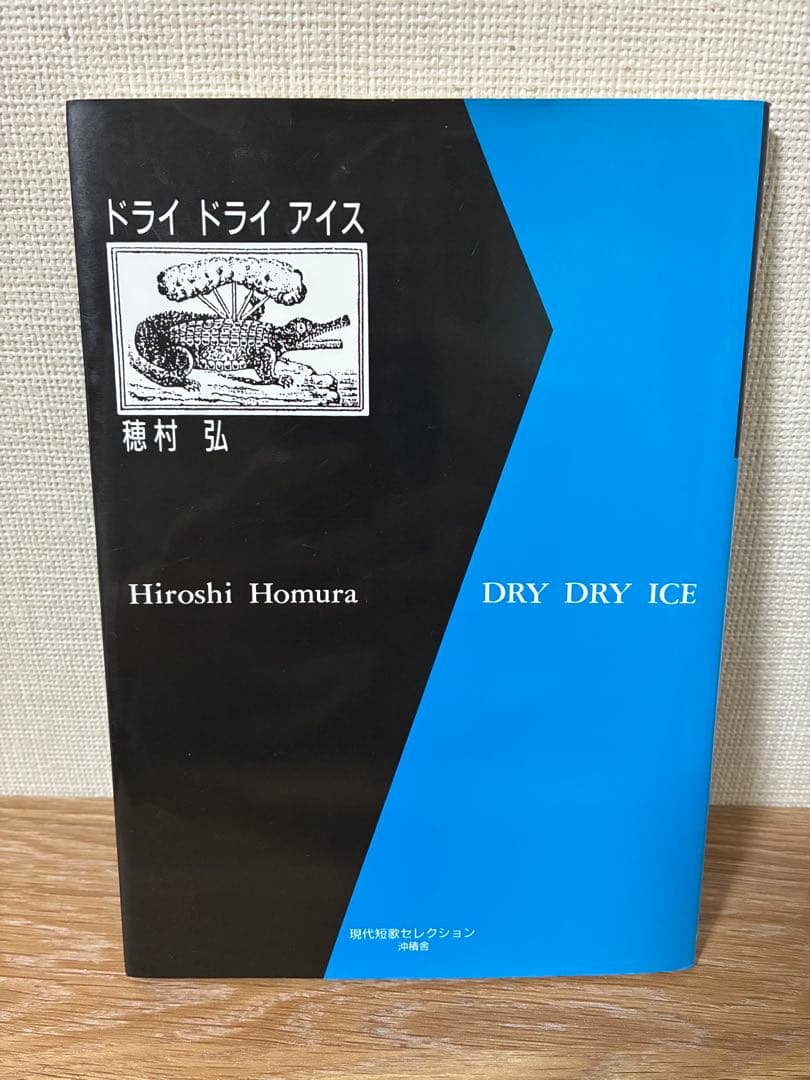 ドライ ドライ アイス
穂村 弘
Hiroshi Homura
DRY DRY ICE
現代短歌セレクション
沖積舎